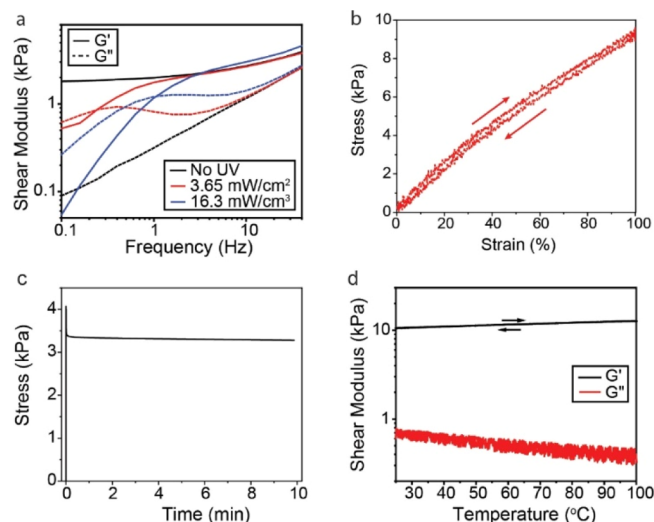 a
G'
G"
Shear Modulus (kPa)
1
0.1
No UV
3.65 mW/cm²
16.3 mW/cm³
0.1
1
10
Frequency (Hz)
b
Stress (kPa)
10
8
6
4
2
0
0
20
40
60
80
100
Strain (%)
c
Stress (kPa)
5
4
3
2
1
0
0
2
4
6
8
10
Time (min)
d
Shear Modulus (kPa)
10
1
G'
G"
30
40
50
60
70
80
90
100
Temperature (°C)